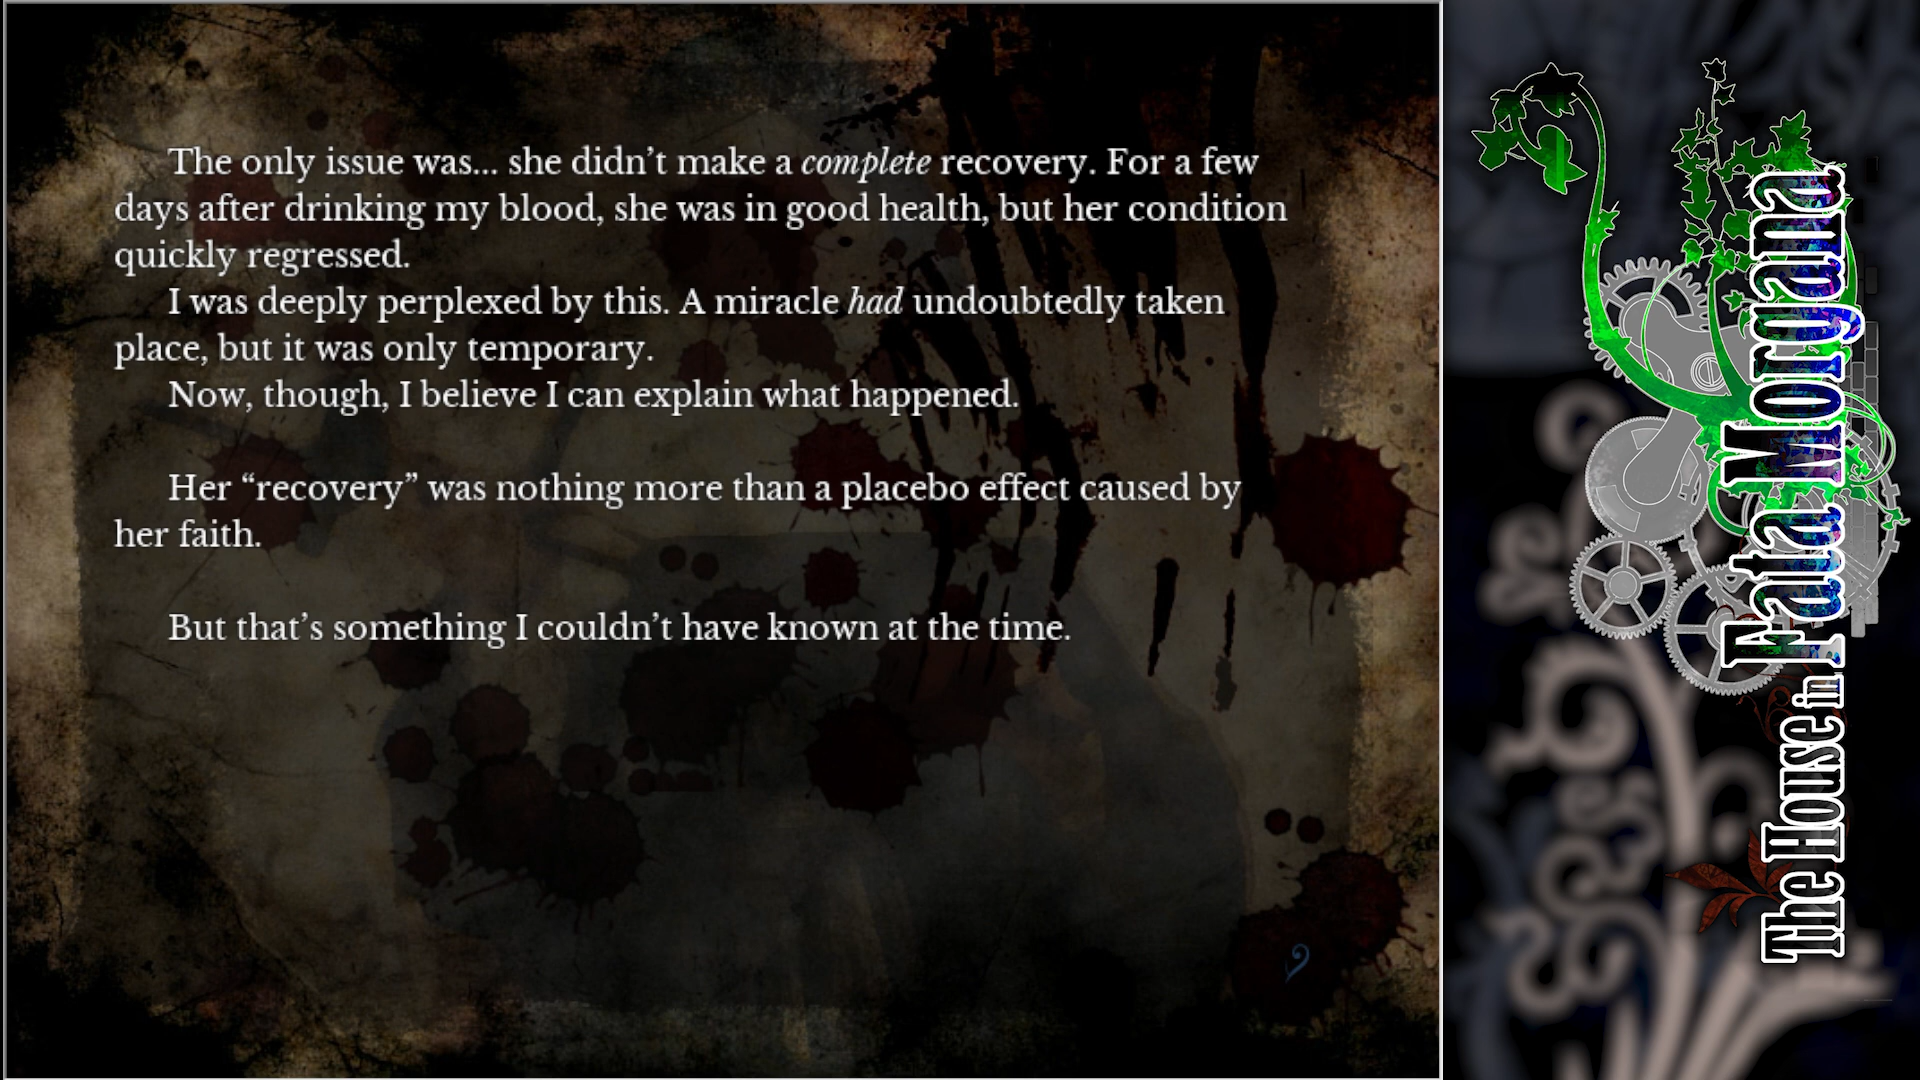 The only issue was... she didn’t make a complete recovery. For a few
days after drinking my blood, she was in good health, but her condition
quickly regressed.
I was deeply perplexed by this. A miracle had undoubtedly taken
place, but it was only temporary.
Now, though, I believe I can explain what happened.
Her “recovery” was nothing more than a placebo effect caused by
her faith.
But that’s something I couldn’t have known at the time.
The House in Fata Morgana